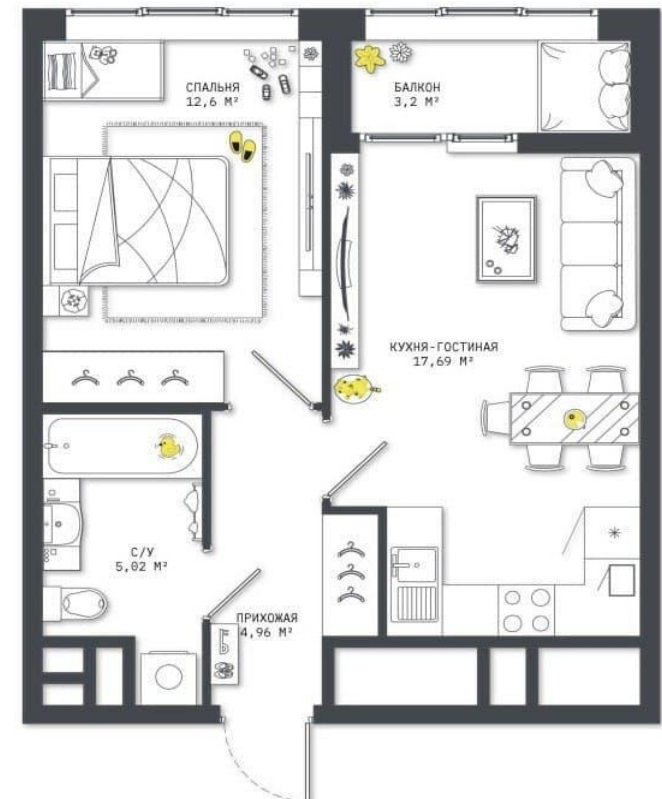 СПАЛЬНЯ
12,6 М²
БАЛКОН
3,2 М²
КУХНЯ-ГОСТИНАЯ
17,69 М²
С/У
5,02 М²
ПРИХОЖАЯ
4,96 М²